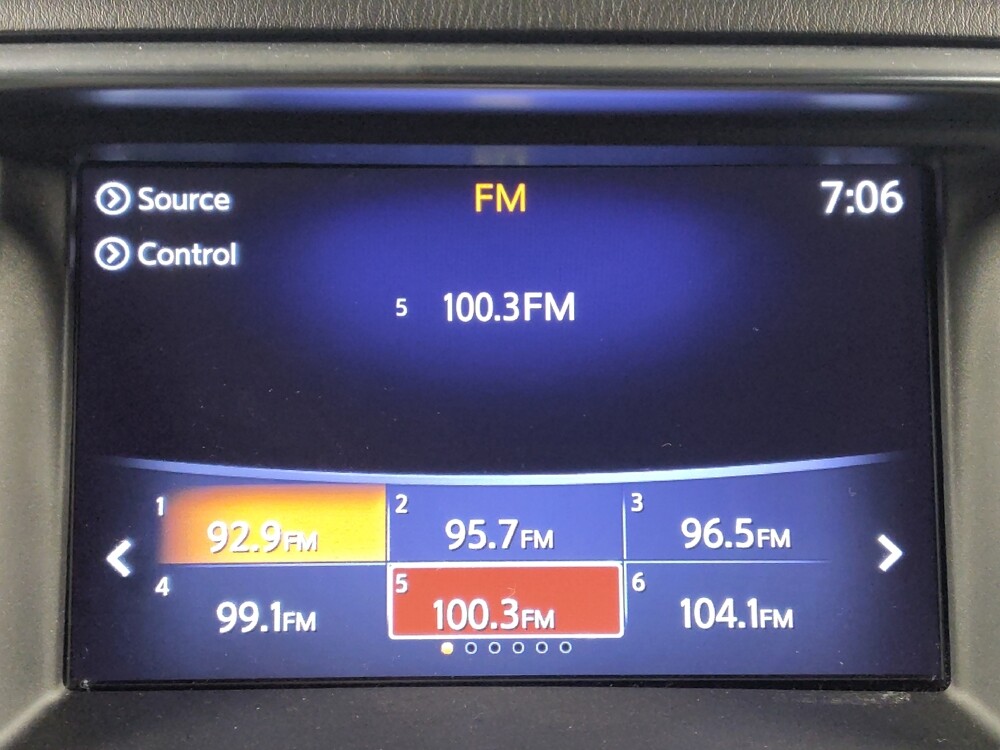 Source
FM
7:06
Control
5 100.3FM
1 92.9FM
2 95.7FM
3 96.5FM
4 99.1FM
5 100.3FM
6 104.1FM